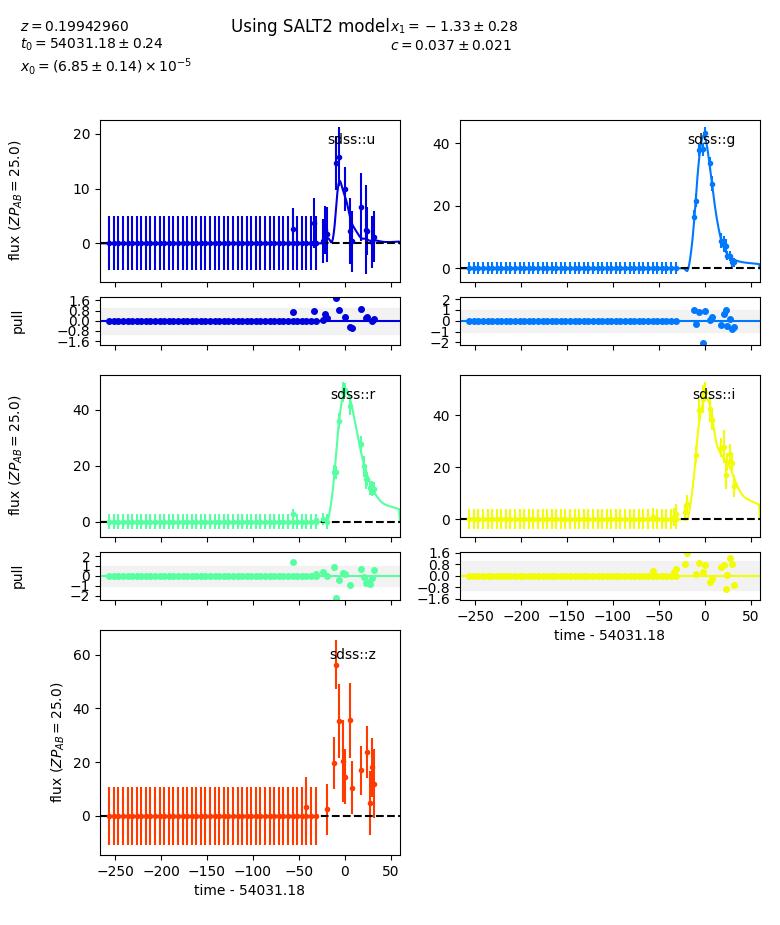 z = 0.19942960
Using SALT2 model
x₁ = −1.33 ± 0.28
t₀ = 54031.18 ± 0.24
c = 0.037 ± 0.021
x₀ = (6.85 ± 0.14) × 10⁻⁵
sdss::u
20
10
0
flux (ZP_AB = 25.0)
sdss::g
40
20
0
1.6
0.8
0.0
−0.8
−1.6
pull
2
1
0
−1
−2
sdss::r
40
20
0
flux (ZP_AB = 25.0)
sdss::i
40
20
0
2
1
0
−1
−2
pull
1.6
0.8
0.0
−0.8
−1.6
−250 −200 −150 −100 −50 0 50
time - 54031.18
sdss::z
60
40
20
0
flux (ZP_AB = 25.0)
−250 −200 −150 −100 −50 0 50
time - 54031.18